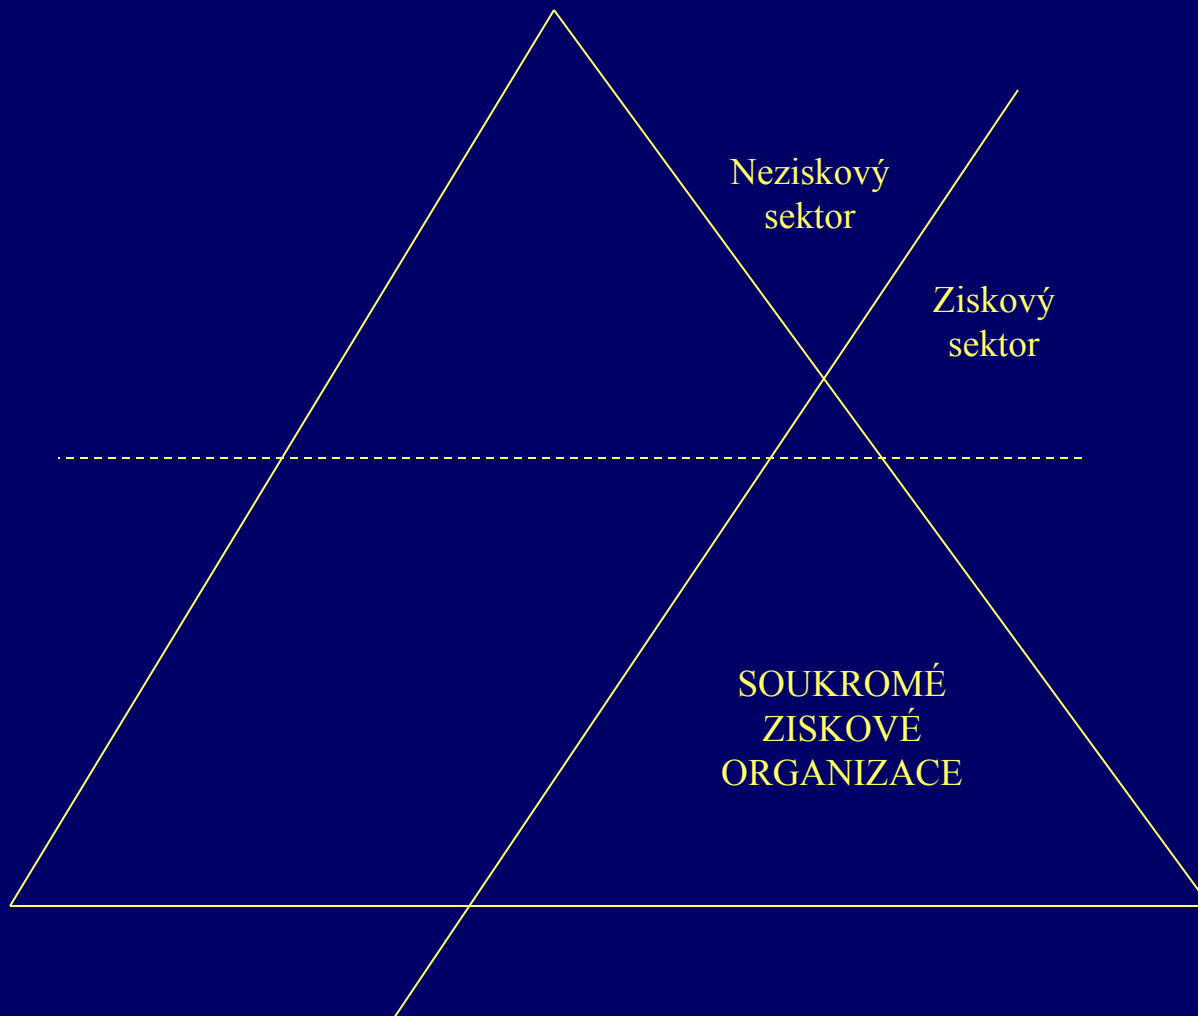 Neziskový
sektor
Ziskový
sektor
SOUKROMÉ
ZISKOVÉ
ORGANIZACE